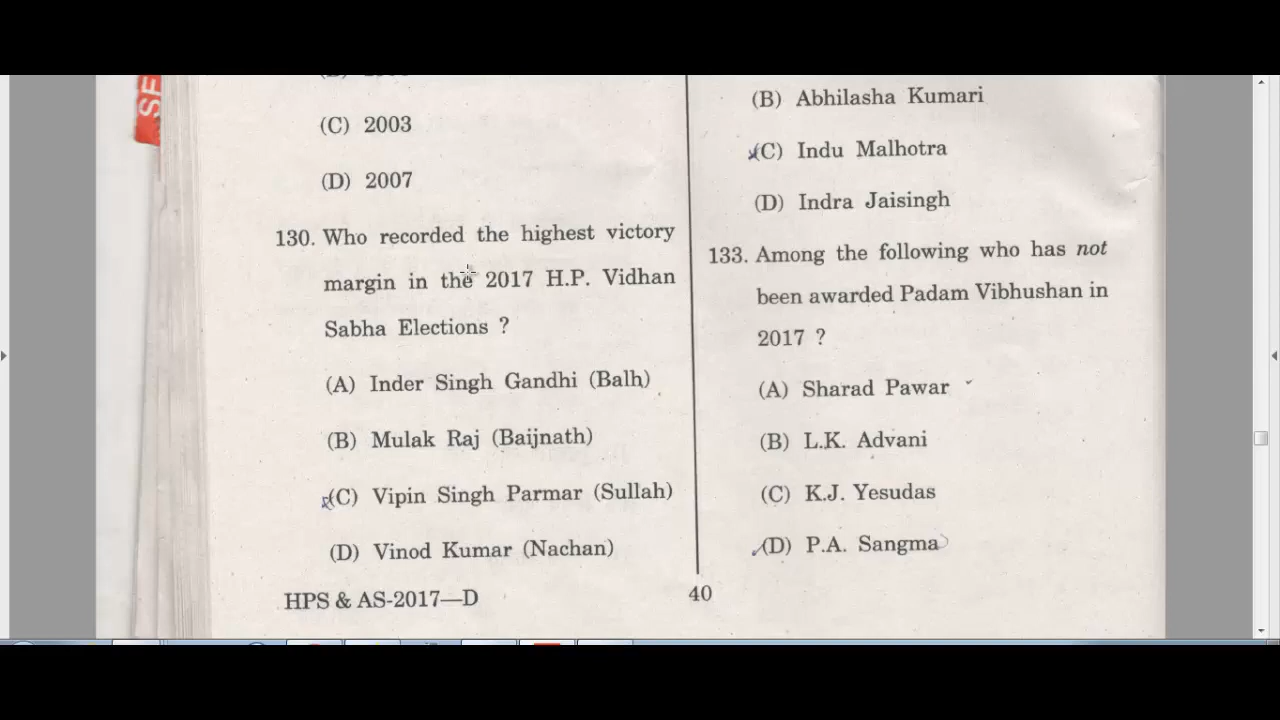 SE
(C) 2003
(D) 2007
130. Who recorded the highest victory
margin in the 2017 H.P. Vidhan
Sabha Elections ?
(A) Inder Singh Gandhi (Balh)
(B) Mulak Raj (Baijnath)
(C) Vipin Singh Parmar (Sullah)
(D) Vinod Kumar (Nachan)
HPS & AS-2017—D
(B) Abhilasha Kumari
(C) Indu Malhotra
(D) Indra Jaisingh
133. Among the following who has not
been awarded Padam Vibhushan in
2017 ?
(A) Sharad Pawar
(B) L.K. Advani
(C) K.J. Yesudas
(D) P.A. Sangma
40